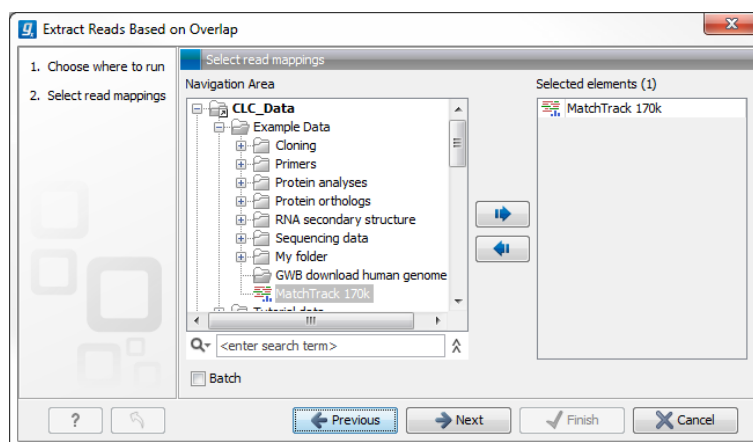 Extract Reads Based on Overlap
1. Choose where to run
2. Select read mappings
Select read mappings
Navigation Area
CLC_Data
Example Data
Cloning
Primers
Protein analyses
Protein orthologs
RNA secondary structure
Sequencing data
My folder
GWB download human genome
MatchTrack 170k
Tutorial data
<enter search term>
Batch
Selected elements (1)
MatchTrack 170k
?
Previous
Next
Finish
Cancel